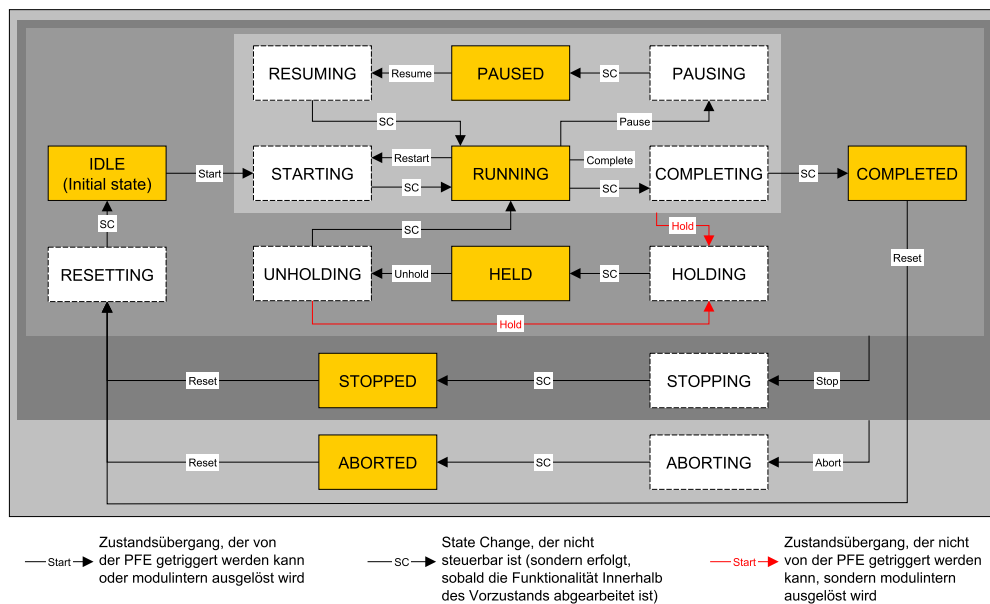 RESUMING
Resume
PAUSED
SC
PAUSING
SC
Pause
IDLE
(Initial state)
Start
STARTING
Restart
SC
RUNNING
Complete
SC
COMPLETING
SC
COMPLETED
SC
SC
Hold
Reset
RESETTING
UNHOLDING
Unhold
HELD
SC
HOLDING
Hold
Reset
STOPPED
SC
STOPPING
Stop
Reset
ABORTED
SC
ABORTING
Abort
Start
Zustandsübergang, der von
der PFE getriggert werden kann
oder modulintern ausgelöst wird
SC
State Change, der nicht
steuerbar ist (sondern erfolgt,
sobald die Funktionalität Innerhalb
des Vorzustands abgearbeitet ist)
Start
Zustandsübergang, der nicht
von der PFE getriggert werden
kann, sondern modulintern
ausgelöst wird